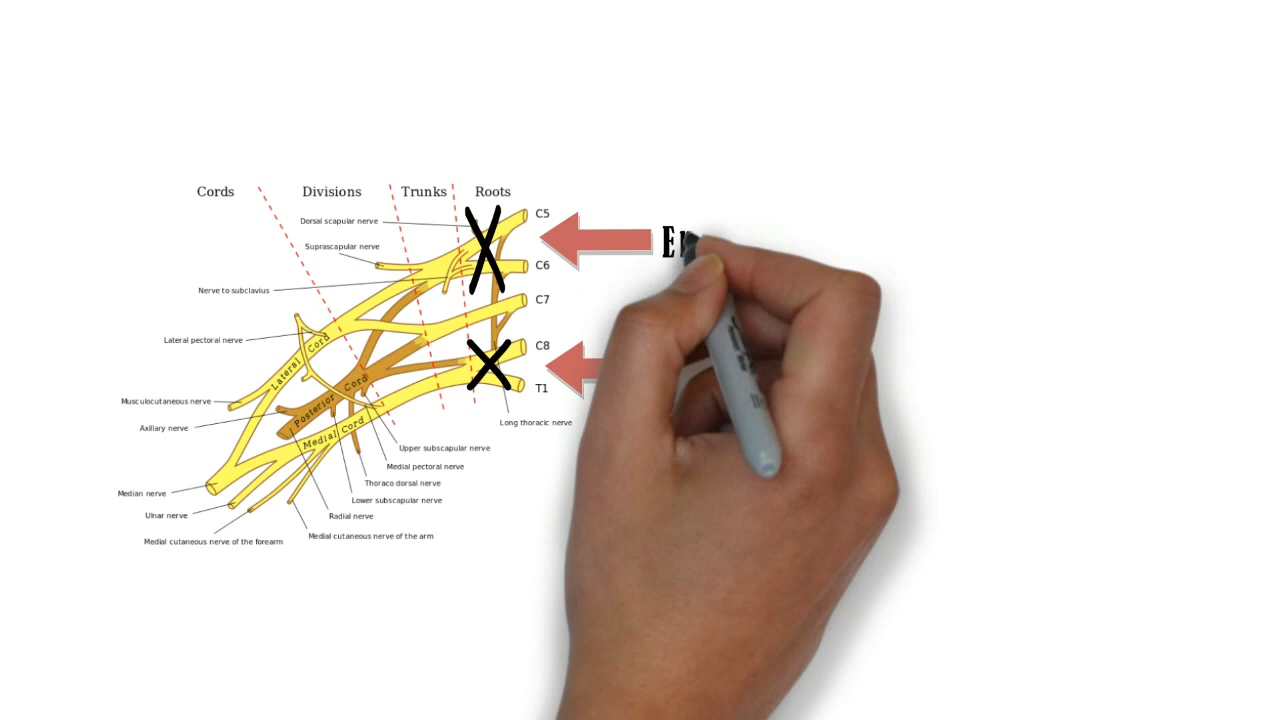 Cords Divisions Trunks Roots
Dorsal scapular nerve
C5
Suprascapular nerve
C6
Nerve to subclavius
C7
Lateral pectoral nerve
C8
T1
Lateral Cord
Posterior Cord
Medial Cord
Musculocutaneous nerve
Axillary nerve
Long thoracic nerve
Upper subscapular nerve
Medial pectoral nerve
Thoraco dorsal nerve
Lower subscapular nerve
Median nerve
Ulnar nerve
Radial nerve
Medial cutaneous nerve of the forearm
Medial cutaneous nerve of the arm